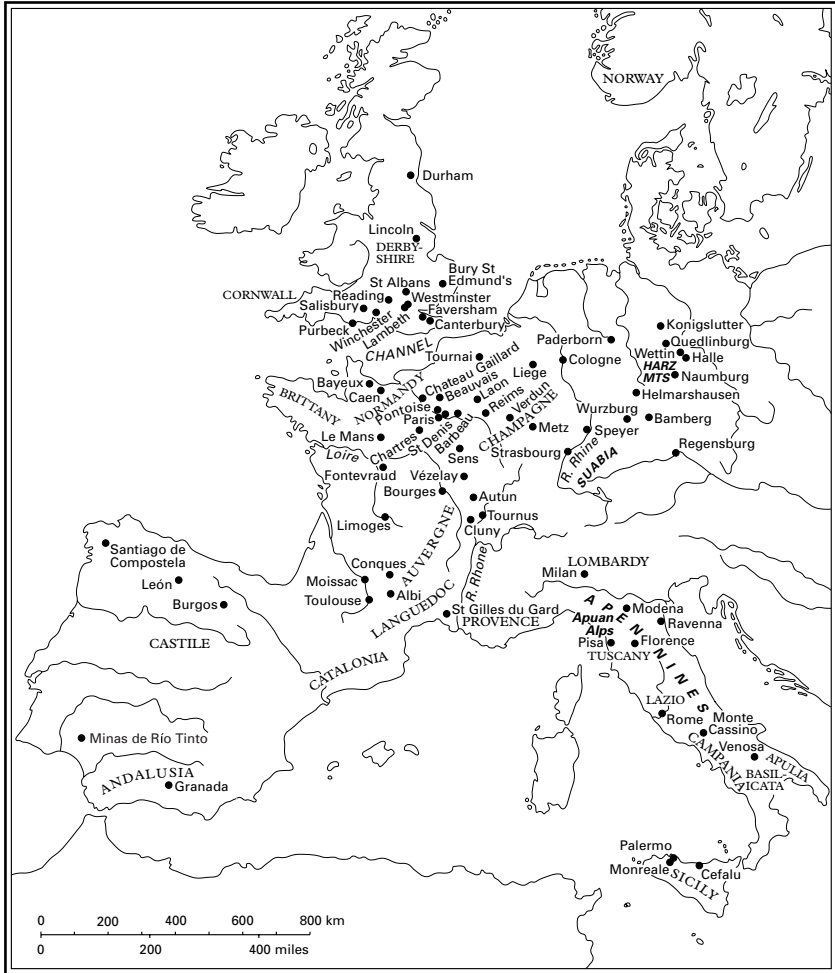 NORWAY
Durham
Lincoln
DERBY-
SHIRE
Bury St
Edmund's
St Albans
CORNWALL
Reading
Westminster
Salisbury
Faversham
Winchester
Lambeth
Canterbury
Purbeck
CHANNEL
Konigslutter
Paderborn
Quedlinburg
Tournai
Cologne
Wettin
Halle
Liege
HARZ
MTS
Naumburg
Bayeux
Caen
NORMANDY
Chateau Gaillard
Beauvais
Laon
Reims
Verdun
Helmarshausen
BRITTANY
Pontoise
Paris
CHAMPAGNE
Wurzburg
Bamberg
Le Mans
Chartres
St Denis
Barbeau
Metz
Speyer
Loire
Sens
Strasbourg
R. Rhine
SUABIA
Regensburg
Fontevraud
Vézelay
Bourges
Autun
Limoges
Tournus
Cluny
AUVERGNE
Santiago de
Compostela
Conques
R. Rhone
LOMBARDY
Milan
León
Moissac
Burgos
Toulouse
Albi
LANGUEDOC
St Gilles du Gard
PROVENCE
APENNINES
Modena
Apuan
Alps
Ravenna
CASTILE
Pisa
Florence
TUSCANY
CATALONIA
LAZIO
Rome
Monte
Cassino
Minas de Río Tinto
CAMPANIA
Venosa
APULIA
BASIL-
ICATA
ANDALUSIA
Granada
Palermo
Monreale
Cefalu
SICILY
0 200 400 600 800 km
0 200 400 miles